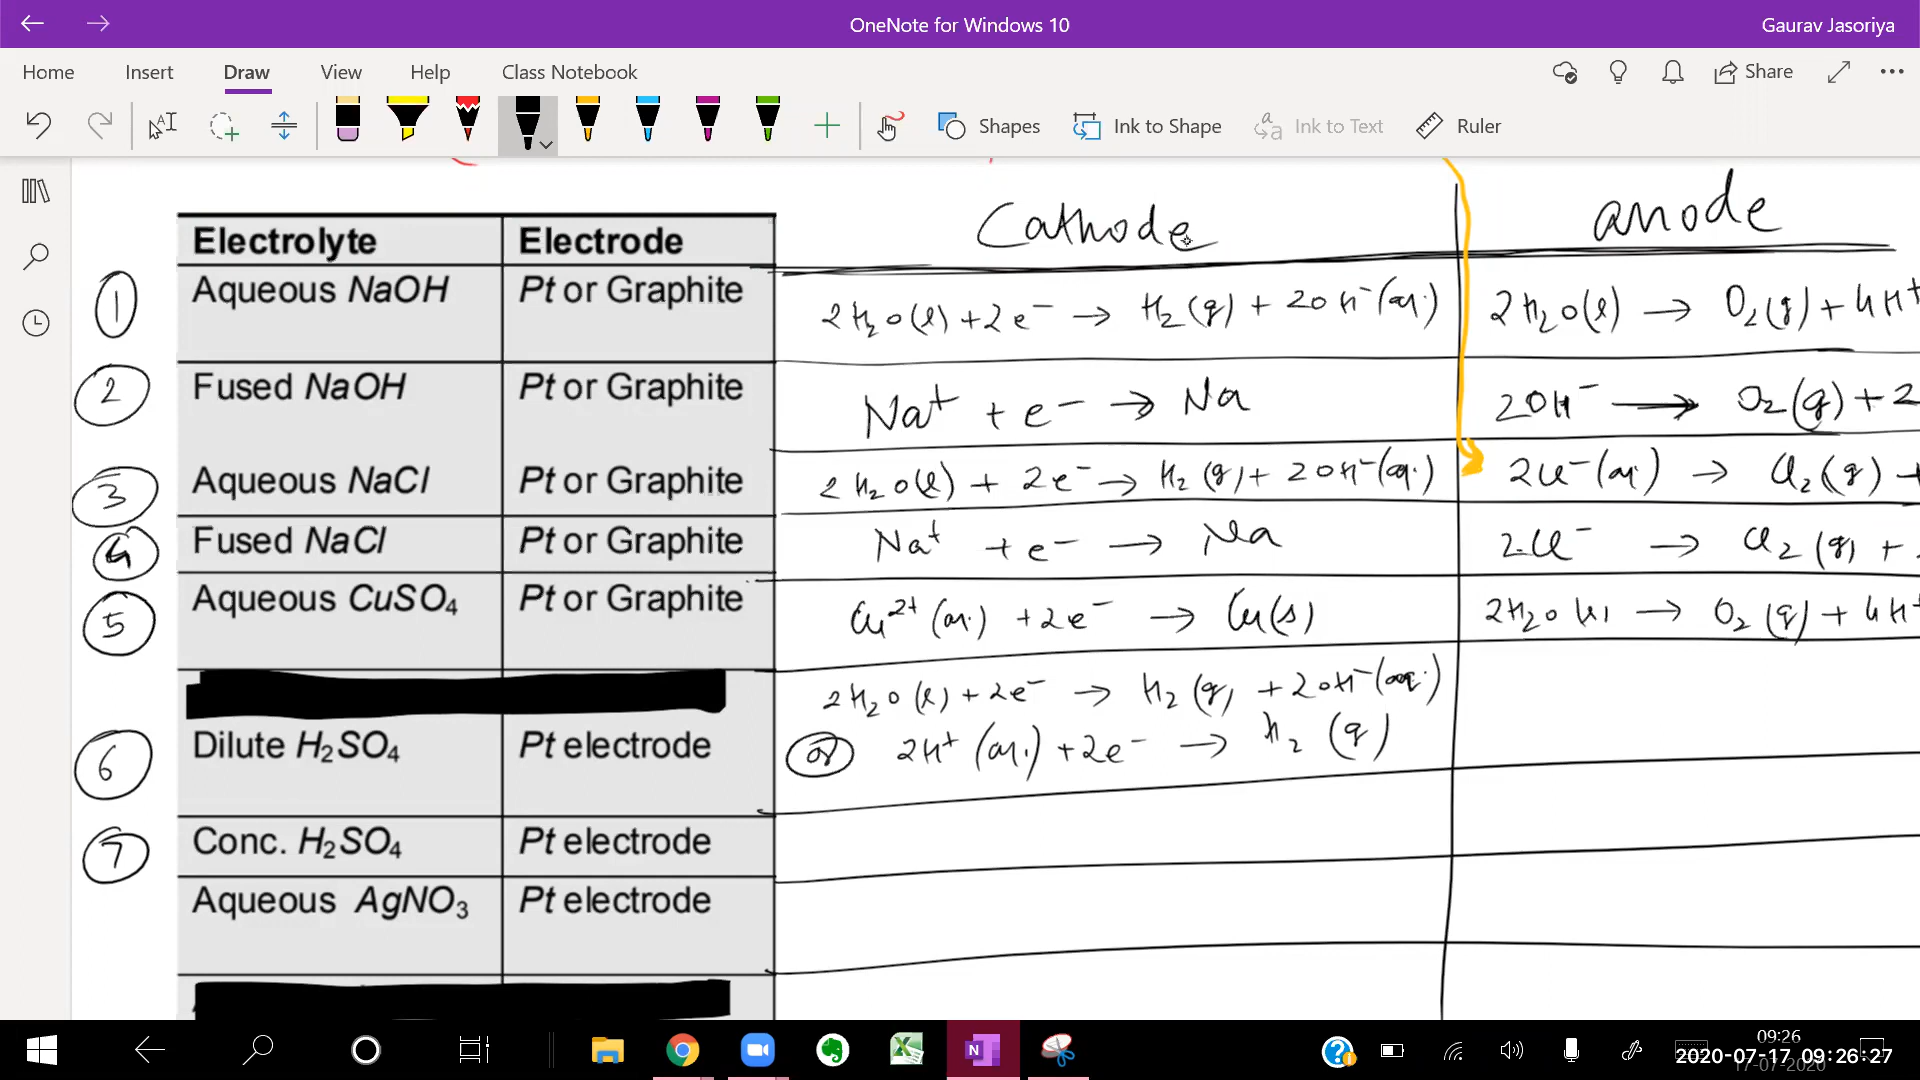 OneNote for Windows 10
Gaurav Jasoriya
Home Insert Draw View Help Class Notebook Share
Shapes Ink to Shape Ink to Text Ruler
Cathode anode
Electrolyte Electrode
① Aqueous NaOH Pt or Graphite 2H₂O(l) + 2e⁻ → H₂(g) + 2OH⁻(aq.) 2H₂O(l) → O₂(g) + 4H⁺
② Fused NaOH Pt or Graphite Na⁺ + e⁻ → Na 2OH⁻ → O₂(g) + 2
③ Aqueous NaCl Pt or Graphite 2H₂O(l) + 2e⁻ → H₂(g) + 2OH⁻(aq.) 2Cl⁻(aq.) → Cl₂(g) +
④ Fused NaCl Pt or Graphite Na⁺ + e⁻ → Na 2Cl⁻ → Cl₂(g) +
⑤ Aqueous CuSO₄ Pt or Graphite Cu²⁺(aq.) + 2e⁻ → Cu(s) 2H₂O(l) → O₂(g) + 4H⁺
2H₂O(l) + 2e⁻ → H₂(g) + 2OH⁻(aq.)
⑥ Dilute H₂SO₄ Pt electrode or 2H⁺(aq.) + 2e⁻ → H₂(g)
⑦ Conc. H₂SO₄ Pt electrode
Aqueous AgNO₃ Pt electrode
09:26
2020-07-17 09:26:27
17-07-2020